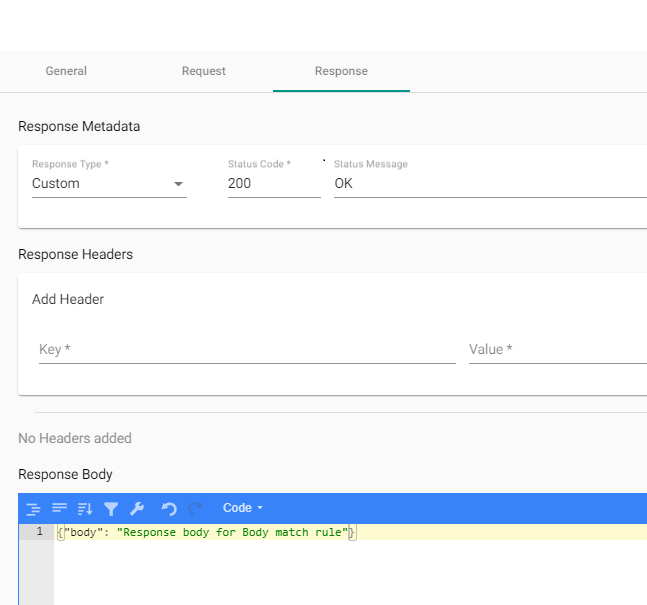 General Request Response
Response Metadata
Response Type * Status Code * Status Message
Custom 200 OK
Response Headers
Add Header
Key * Value *
No Headers added
Response Body
Code
1 {"body": "Response body for Body match rule"}